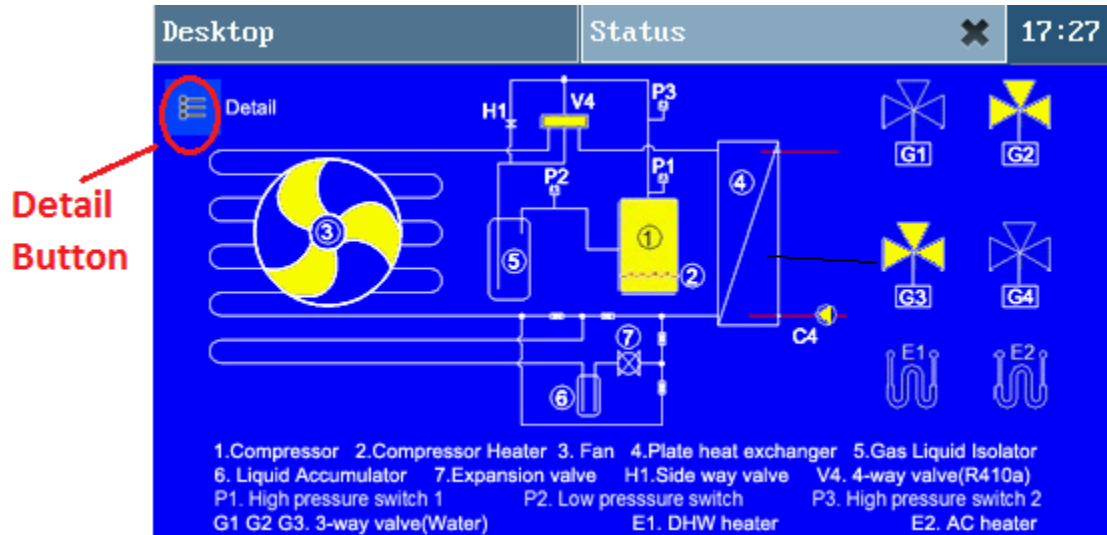 Desktop
Status
17:27
Detail
Detail
Button
H1
V4
P3
P1
P2
G1
G2
G3
G4
C4
E1
E2
①
②
③
④
⑤
⑥
⑦
1.Compressor 2.Compressor Heater 3. Fan 4.Plate heat exchanger 5.Gas Liquid Isolator
6. Liquid Accumulator 7.Expansion valve H1.Side way valve V4. 4-way valve(R410a)
P1. High pressure switch 1 P2. Low presssure switch P3. High pressure switch 2
G1 G2 G3. 3-way valve(Water) E1. DHW heater E2. AC heater